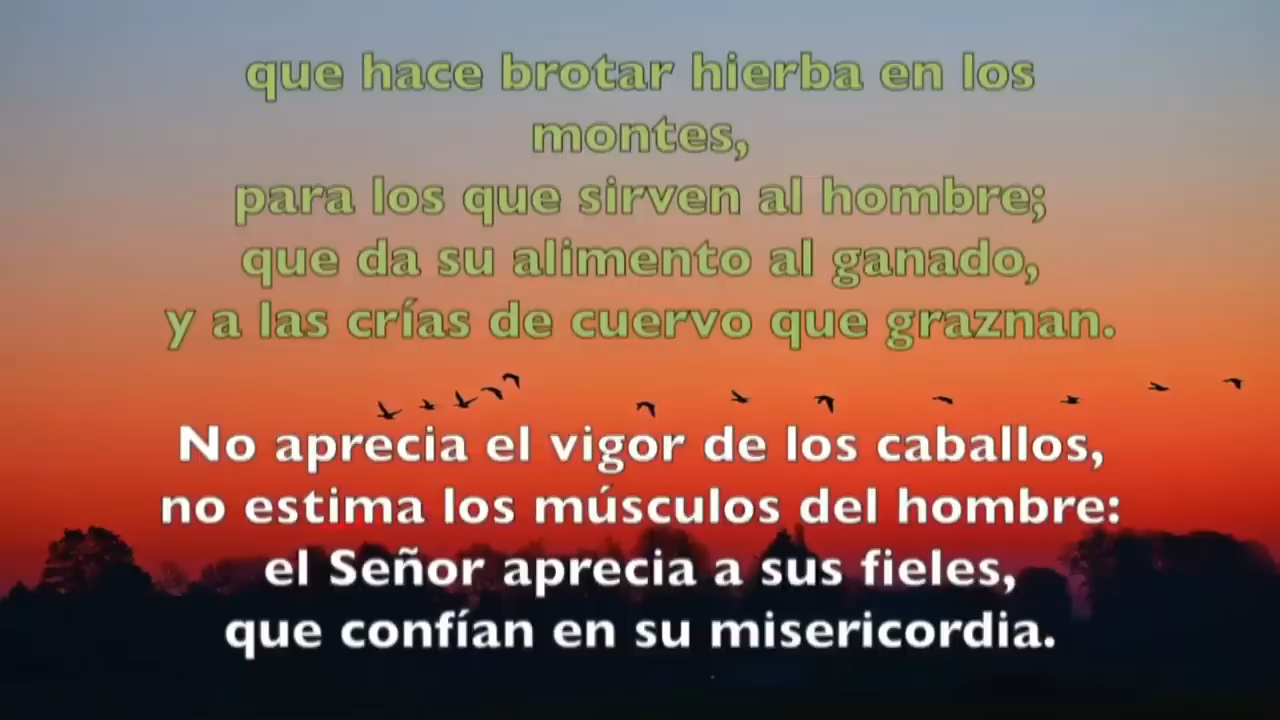 que hace brotar hierba en los
montes,
para los que sirven al hombre;
que da su alimento al ganado,
y a las crías de cuervo que graznan.
No aprecia el vigor de los caballos,
no estima los músculos del hombre:
el Señor aprecia a sus fieles,
que confían en su misericordia.